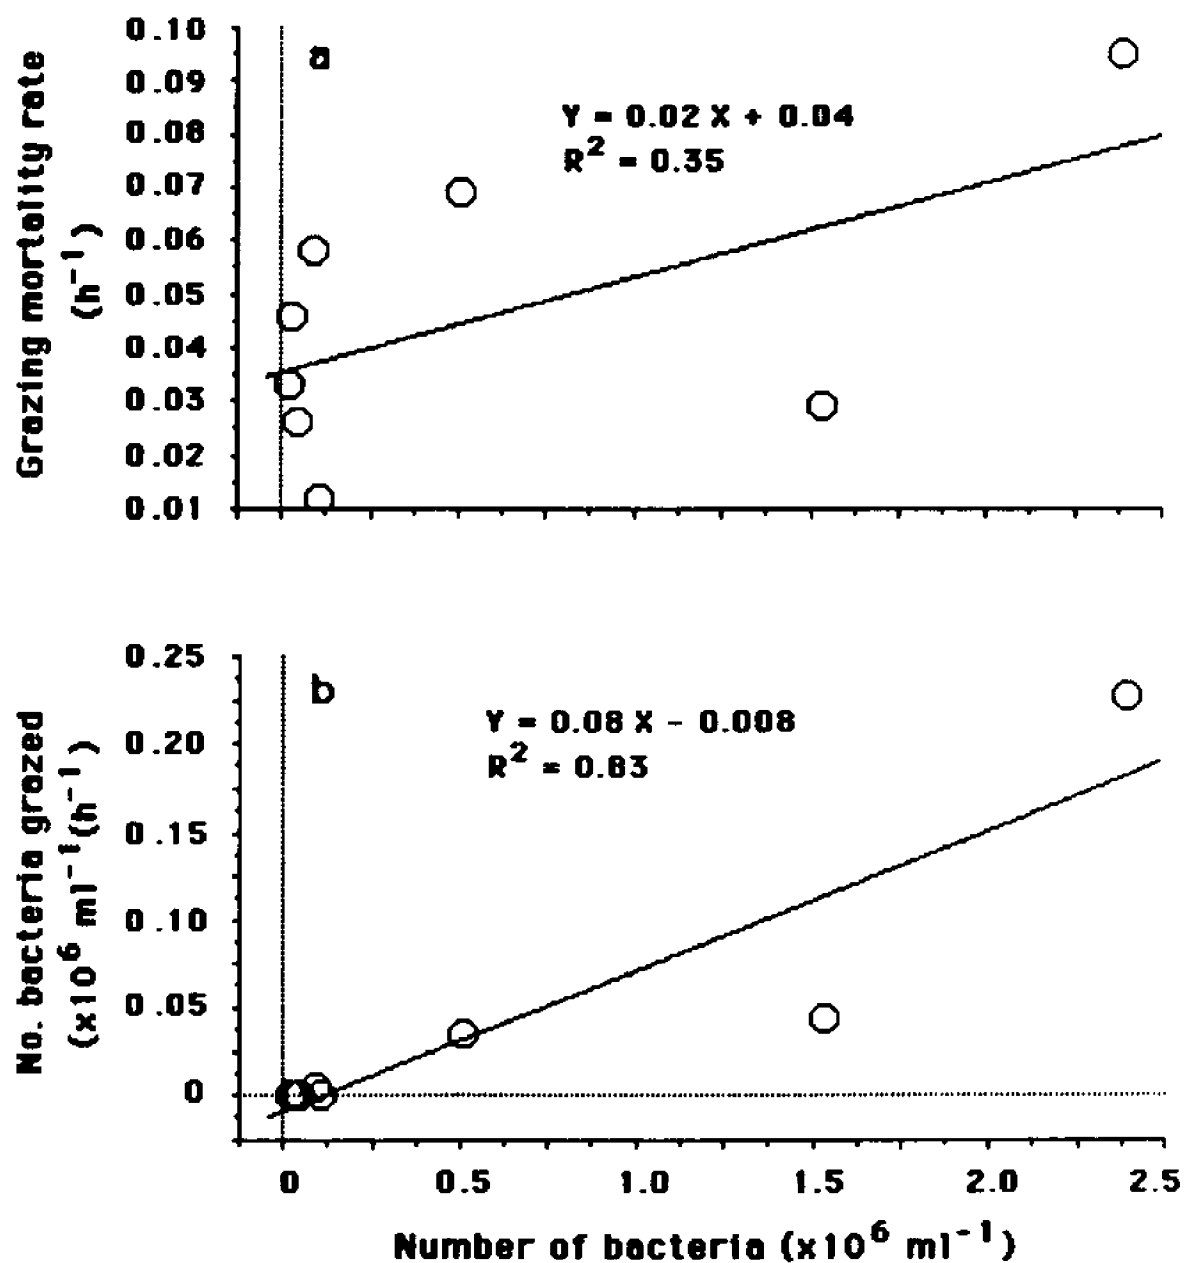 Grazing mortality rate
(h⁻¹)
0.10
0.09
0.08
0.07
0.06
0.05
0.04
0.03
0.02
0.01
a
Y = 0.02 X + 0.04
R² = 0.35
No. bacteria grazed
(x10⁶ ml⁻¹(h⁻¹)
0.25
0.20
0.15
0.10
0.05
0
b
Y = 0.08 X - 0.008
R² = 0.83
0 0.5 1.0 1.5 2.0 2.5
Number of bacteria (x10⁶ ml⁻¹)